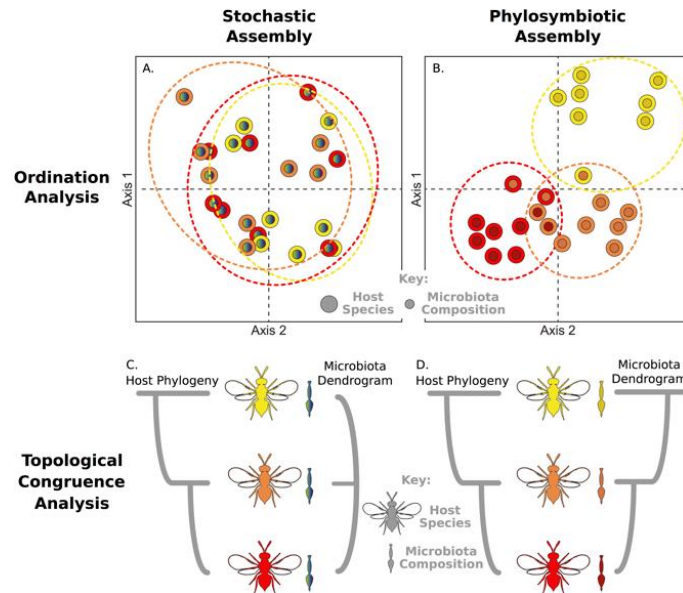 Stochastic
Assembly
Phylosymbiotic
Assembly
Ordination
Analysis
A.
Axis 1
Axis 2
B.
Axis 1
Axis 2
Key:
Host
Species
Microbiota
Composition
Topological
Congruence
Analysis
C.
Host Phylogeny
Microbiota
Dendrogram
Key:
Host
Species
Microbiota
Composition
D.
Host Phylogeny
Microbiota
Dendrogram